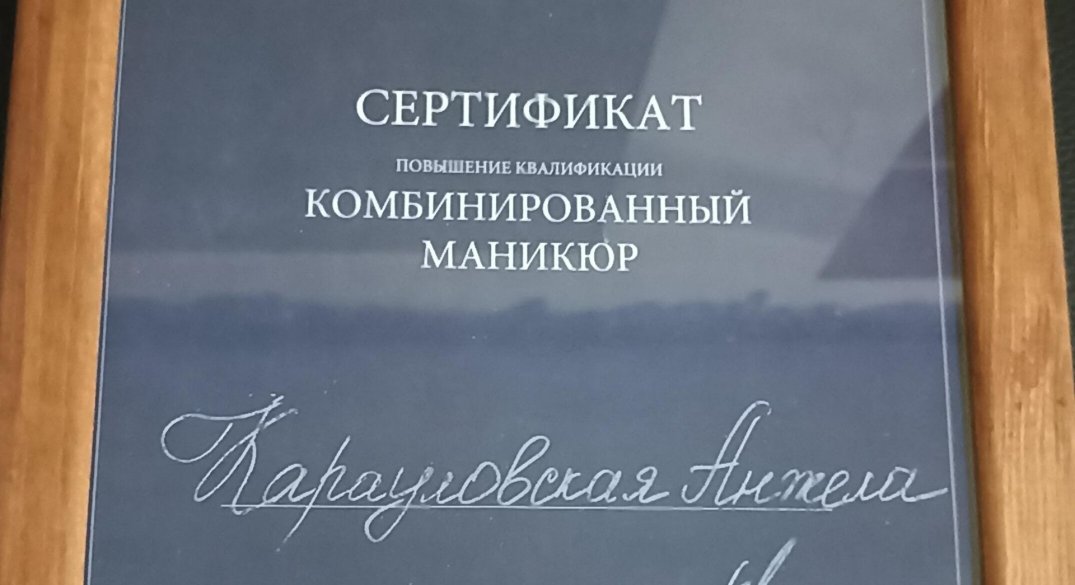 СЕРТИФИКАТ
ПОВЫШЕНИЕ КВАЛИФИКАЦИИ
КОМБИНИРОВАННЫЙ
МАНИКЮР
Карауловская Анжела